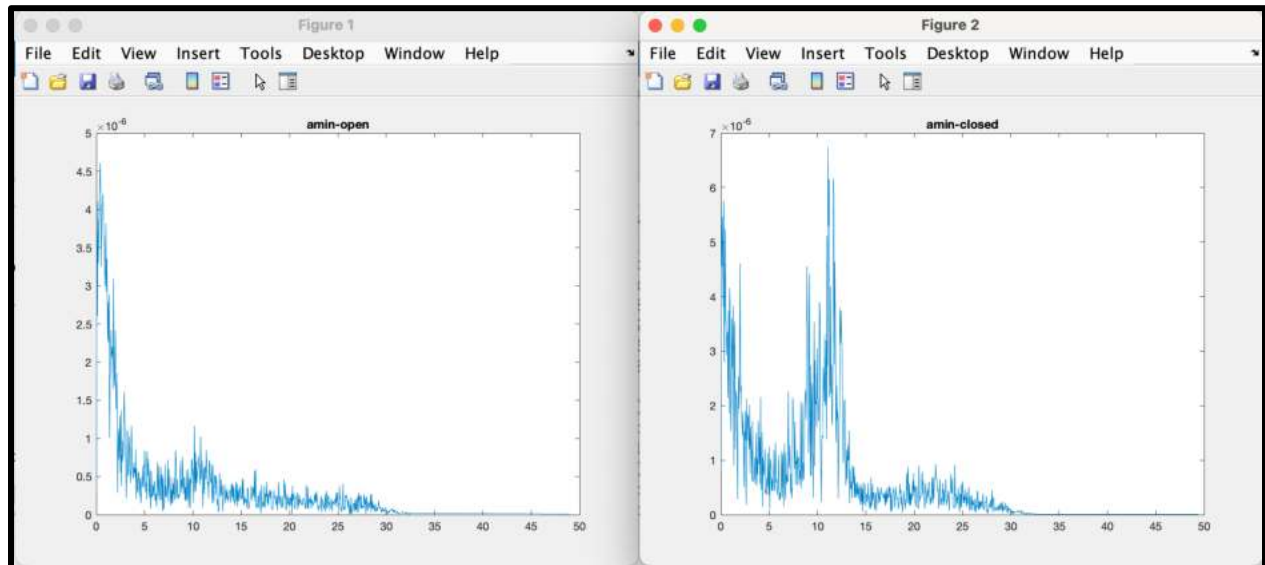 Figure 1
File Edit View Insert Tools Desktop Window Help
×10-6
amin-open
5
4.5
4
3.5
3
2.5
2
1.5
1
0.5
0
0 5 10 15 20 25 30 35 40 45 50
Figure 2
File Edit View Insert Tools Desktop Window Help
×10-6
amin-closed
7
6
5
4
3
2
1
0
0 5 10 15 20 25 30 35 40 45 50